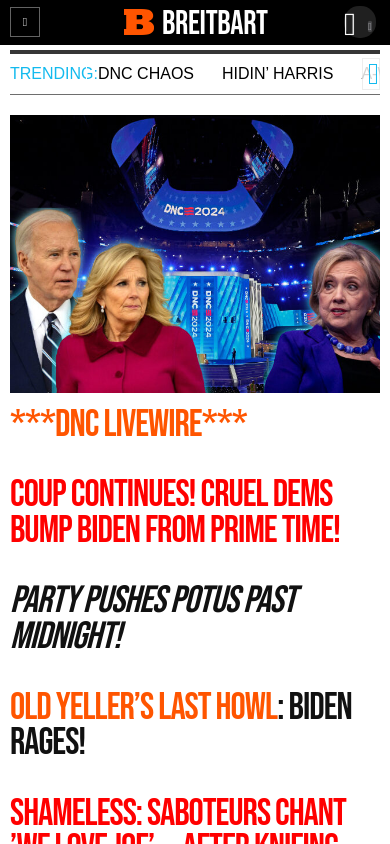 B BREITBART
TRENDING: DNC CHAOS HIDIN' HARRIS
DNC 2024
DNC 2024
DNC 2024
***DNC LIVEWIRE***
COUP CONTINUES! CRUEL DEMS
BUMP BIDEN FROM PRIME TIME!
PARTY PUSHES POTUS PAST
MIDNIGHT!
OLD YELLER’S LAST HOWL: BIDEN
RAGES!
SHAMELESS: SABOTEURS CHANT
’WE LOVE JOE’ … AFTER KNIFING